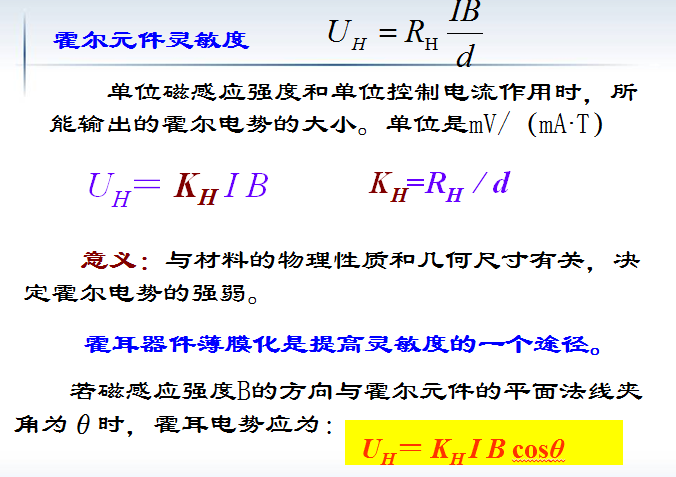 霍尔元件灵敏度
U_H = R_H IB/d
单位磁感应强度和单位控制电流作用时，所
能输出的霍尔电势的大小。单位是mV/（mA·T）
U_H＝ K_H I B
K_H=R_H / d
意义：与材料的物理性质和几何尺寸有关，决
定霍尔电势的强弱。
霍耳器件薄膜化是提高灵敏度的一个途径。
若磁感应强度B的方向与霍尔元件的平面法线夹
角为θ时，霍耳电势应为：
U_H＝ K_H I B cosθ